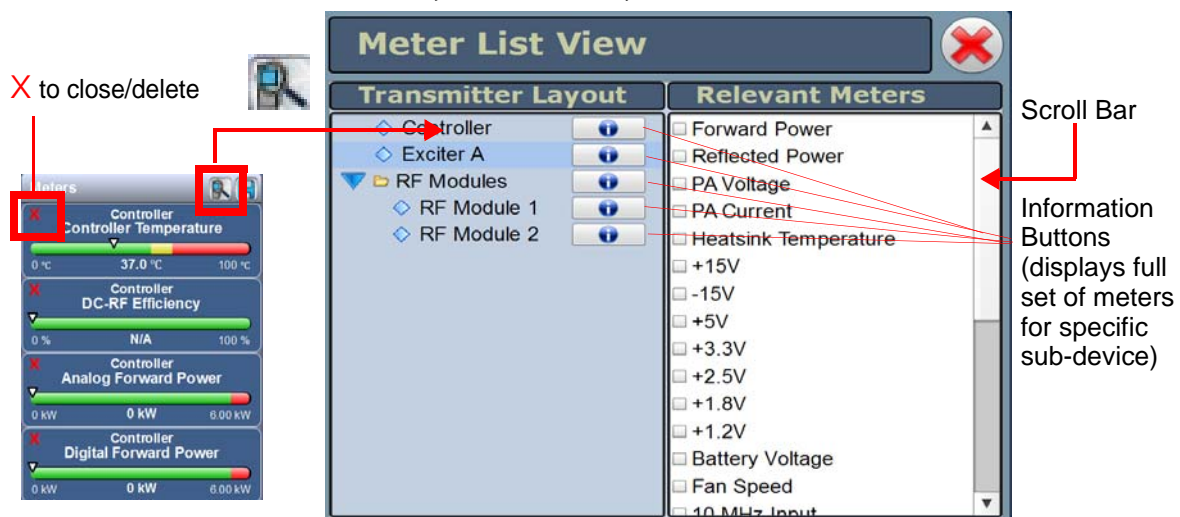 X to close/delete
Meters
X
Controller
Controller Temperature
0 °C
37.0 °C
100 °C
X
Controller
DC-RF Efficiency
0 %
N/A
100 %
X
Controller
Analog Forward Power
0 kW
0 kW
6.00 kW
X
Controller
Digital Forward Power
0 kW
0 kW
6.00 kW
Meter List View
Transmitter Layout
Controller
Exciter A
RF Modules
RF Module 1
RF Module 2
Relevant Meters
Forward Power
Reflected Power
PA Voltage
PA Current
Heatsink Temperature
+15V
-15V
+5V
+3.3V
+2.5V
+1.8V
+1.2V
Battery Voltage
Fan Speed
10 MHz Input
Scroll Bar
Information
Buttons
(displays full
set of meters
for specific
sub-device)